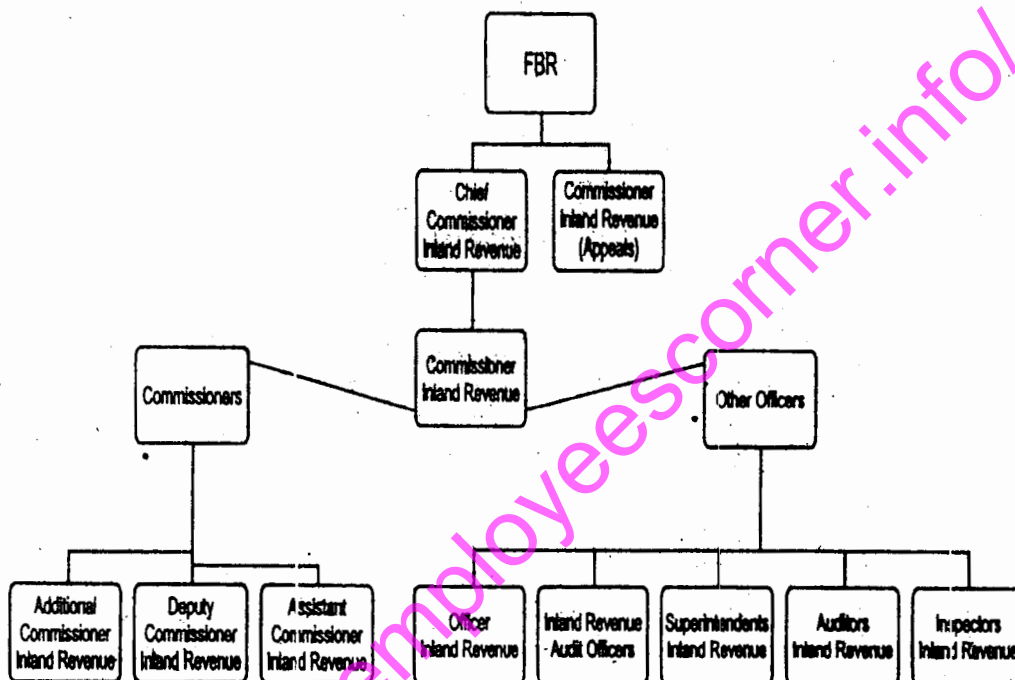 FBR
Chief
Commissioner
Inland Revenue
Commissioner
Inland Revenue
(Appeals)
Commissioners
Commissioner
Inland Revenue
Other Officers
Additional
Commissioner
Inland Revenue
Deputy
Commissioner
Inland Revenue
Assistant
Commissioner
Inland Revenue
Officer
Inland Revenue
Inland Revenue
Audit Officers
Superintendents
Inland Revenue
Auditors
Inland Revenue
Inspectors
Inland Revenue
employeescorner.info/